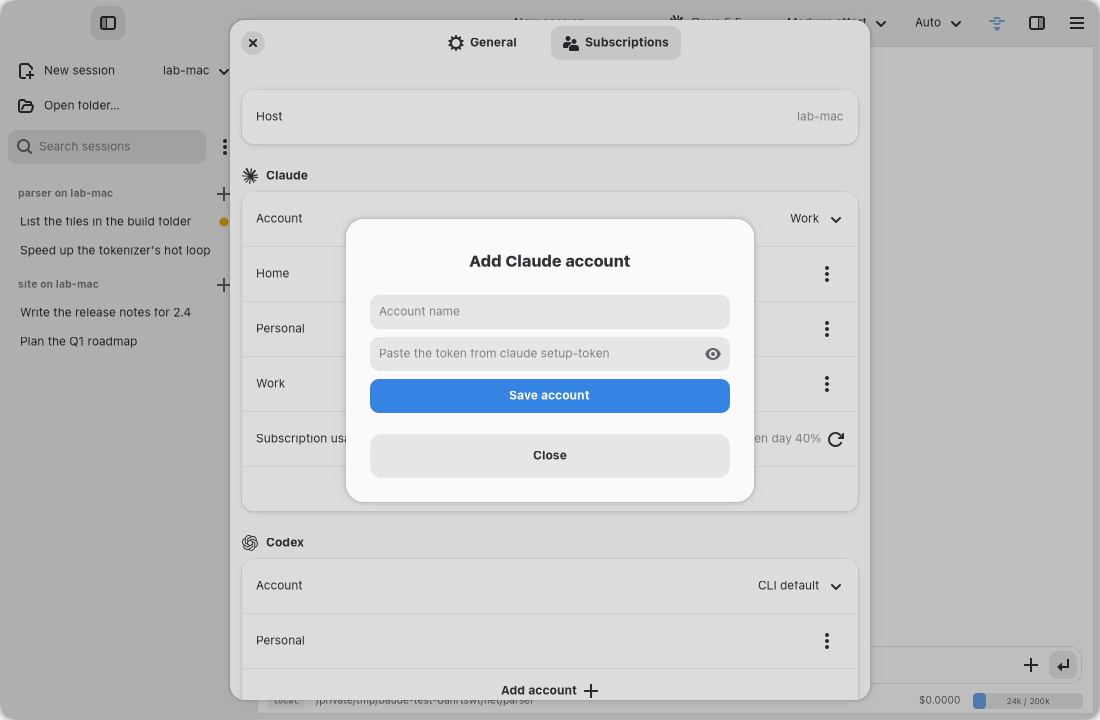 Auto
General
Subscriptions
New session
lab-mac
Open folder...
Search sessions
parser on lab-mac
List the files in the build folder
Speed up the tokenizer's hot loop
site on lab-mac
Write the release notes for 2.4
Plan the Q1 roadmap
Host
lab-mac
Claude
Account
Work
Home
Personal
Work
Subscription
day 40%
Add Claude account
Account name
Paste the token from claude setup-token
Save account
Close
Codex
Account
CLI default
Personal
Add account
$0.0000
24k / 200k